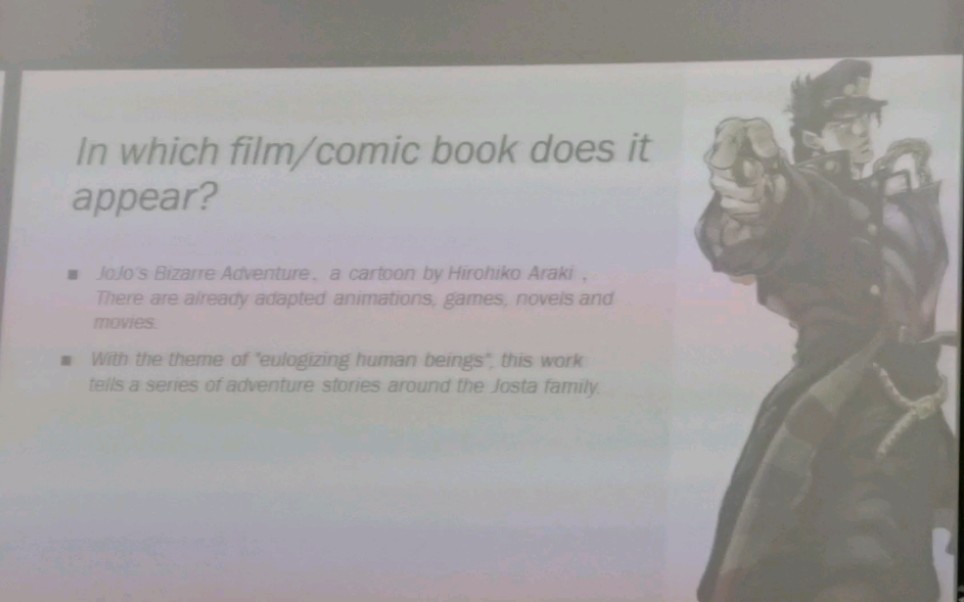 In which film/comic book does it
appear?
JoJo's Bizarre Adventure, a cartoon by Hirohiko Araki ,
There are already adapted animations, games, novels and
movies.
With the theme of "eulogizing human beings", this work
tells a series of adventure stories around the Josta family.